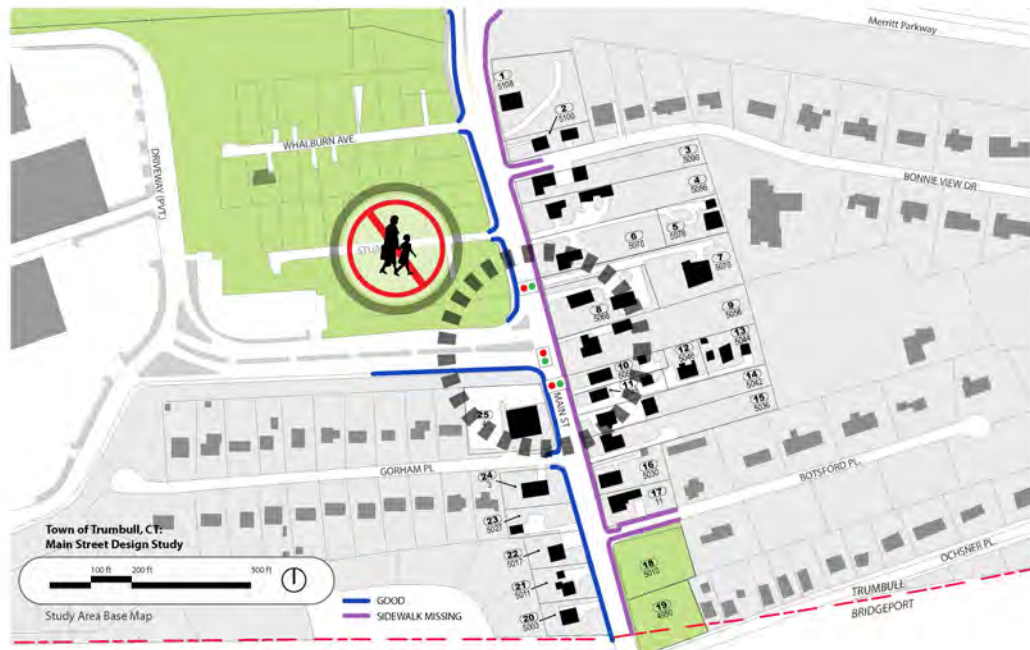 Merritt Parkway
1
5108
2
5100
WHALBURN AVE.
DRIVEWAY (PVT.)
3
5090
BONNIE VIEW DR
4
5086
5
5078
6
5075
7
5070
8
5066
9
5056
10
11
12
5046
13
5044
14
5042
15
5036
MAIN ST
25
GORHAM PL
16
5030
17
11
BOTSFORD PL.
24
3
23
5027
22
5017
21
5011
20
5003
18
5010
19
4990
OCHSNER PL.
TRUMBULL
BRIDGEPORT
Town of Trumbull, CT:
Main Street Design Study
100 ft 200 ft 500 ft
Study Area Base Map
GOOD
SIDEWALK MISSING